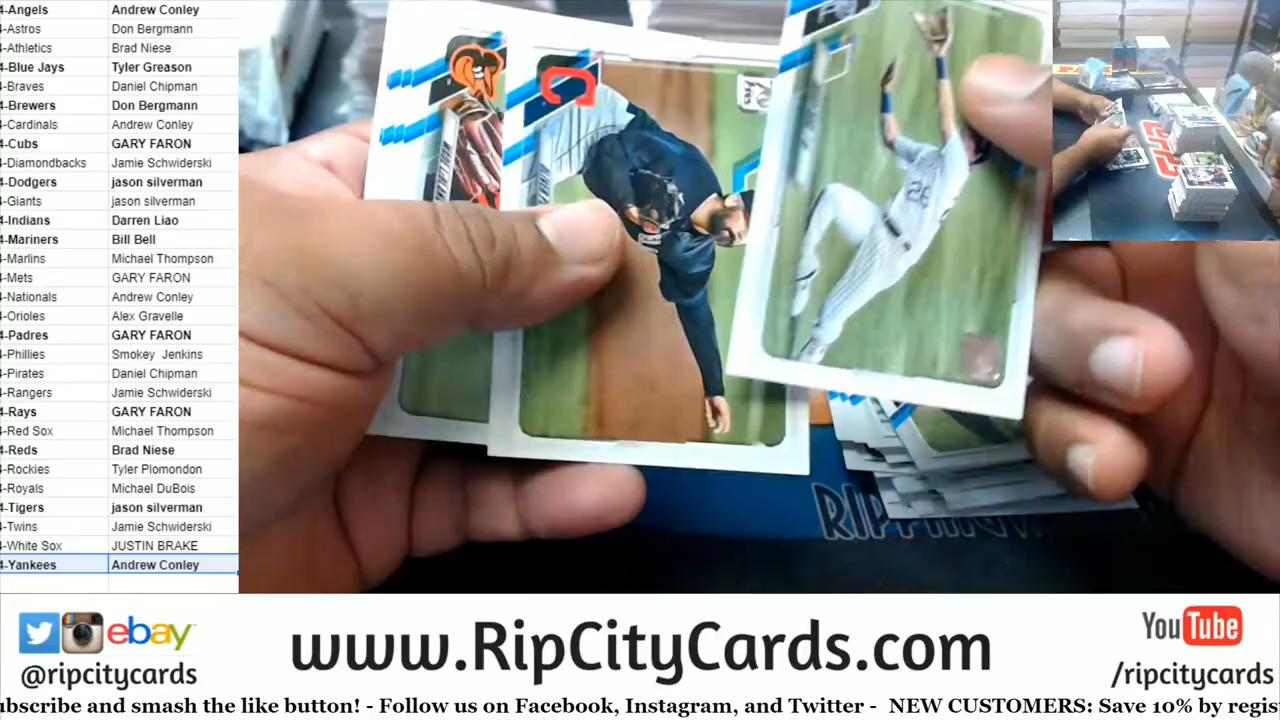 4-Angels Andrew Conley
4-Astros Don Bergmann
4-Athletics Brad Niese
4-Blue Jays Tyler Greason
4-Braves Daniel Chipman
4-Brewers Don Bergmann
4-Cardinals Andrew Conley
4-Cubs GARY FARON
4-Diamondbacks Jamie Schwiderski
4-Dodgers jason silverman
4-Giants jason silverman
4-Indians Darren Liao
4-Mariners Bill Bell
4-Marlins Michael Thompson
4-Mets GARY FARON
4-Nationals Andrew Conley
4-Orioles Alex Gravelle
4-Padres GARY FARON
4-Phillies Smokey Jenkins
4-Pirates Daniel Chipman
4-Rangers Jamie Schwiderski
4-Rays GARY FARON
4-Red Sox Michael Thompson
4-Reds Brad Niese
4-Rockies Tyler Plomondon
4-Royals Michael DuBois
4-Tigers jason silverman
4-Twins Jamie Schwiderski
4-White Sox JUSTIN BRAKE
4-Yankees Andrew Conley
C
28
RIPPING
ebay
@ripcitycards
www.RipCityCards.com
YouTube
/ripcitycards
ubscribe and smash the like button! - Follow us on Facebook, Instagram, and Twitter - NEW CUSTOMERS: Save 10% by regis